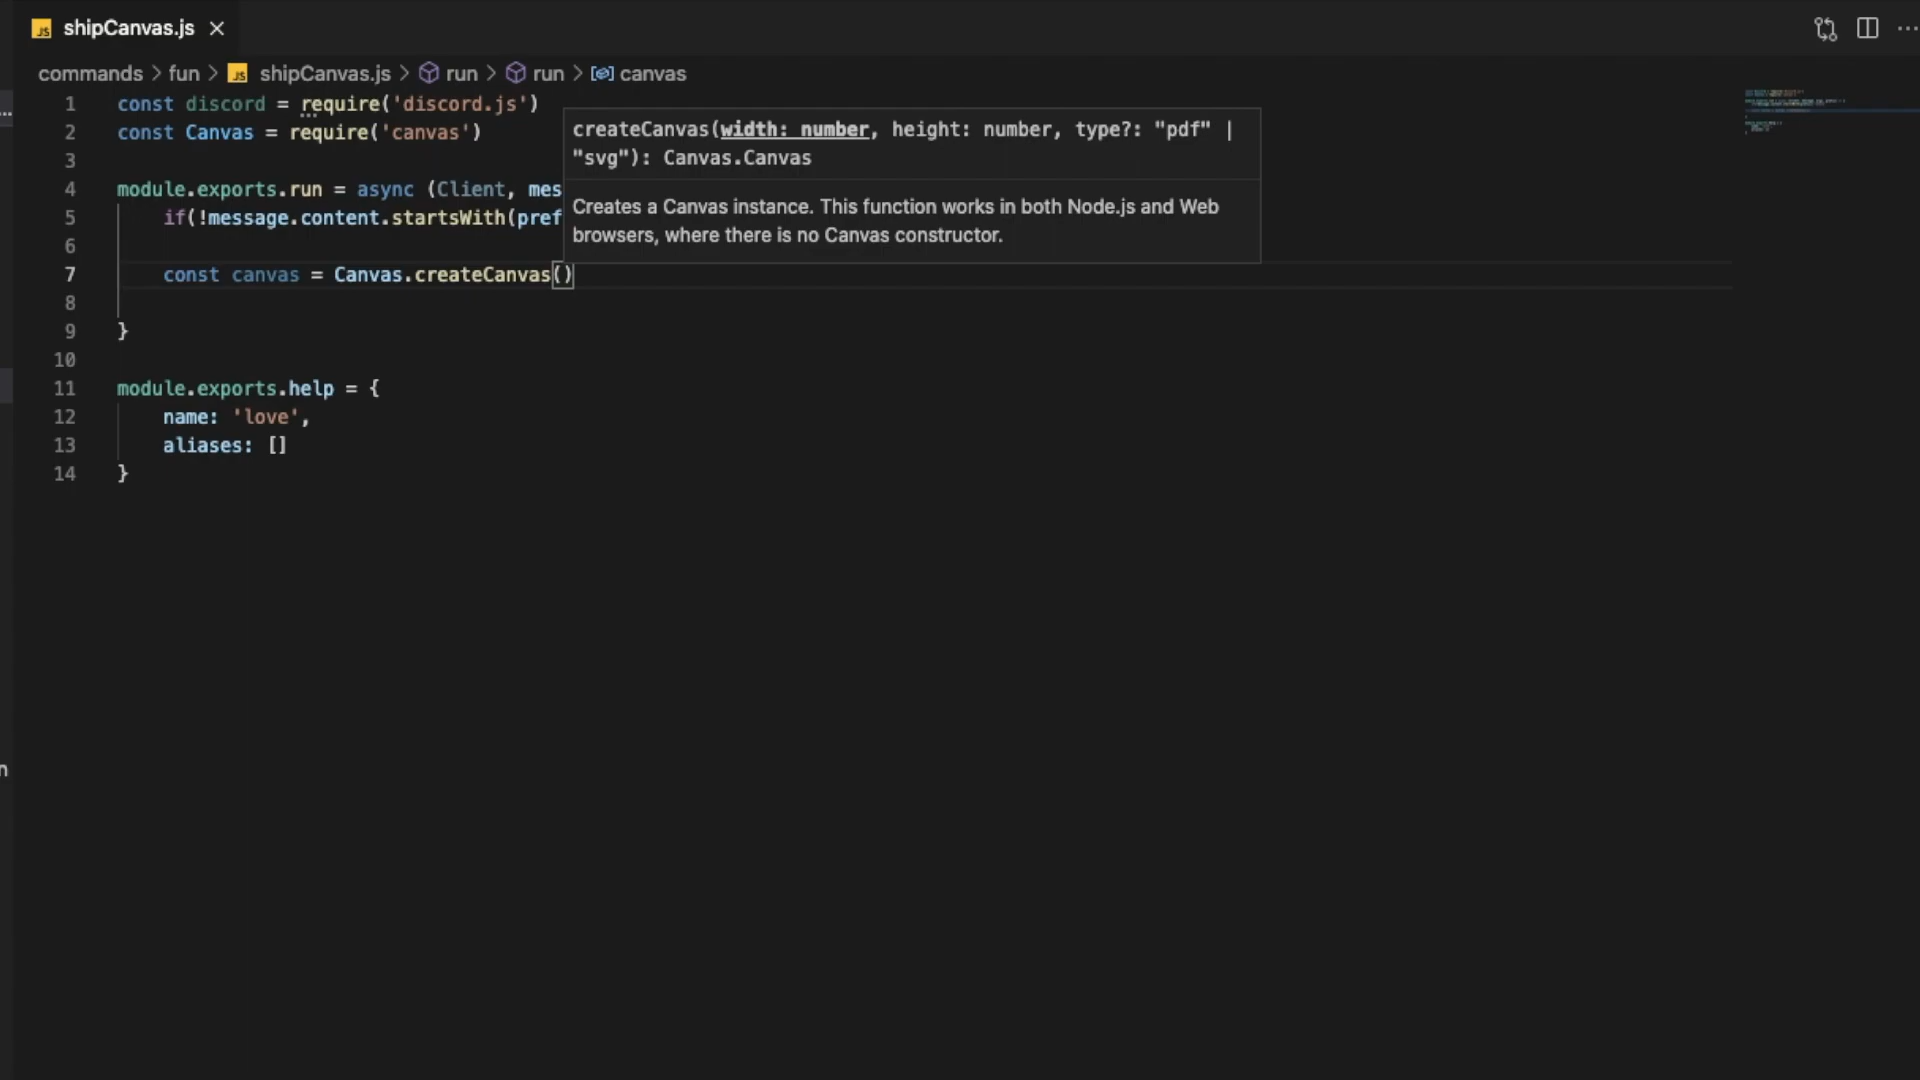 JS shipCanvas.js
commands > fun > JS shipCanvas.js > run > run > canvas
1 const discord = require('discord.js')
2 const Canvas = require('canvas')
3
4 module.exports.run = async (Client, mes
5 if(!message.content.startsWith(pref
6
7 const canvas = Canvas.createCanvas()
8
9 }
10
11 module.exports.help = {
12 name: 'love',
13 aliases: []
14 }
createCanvas(width: number, height: number, type?: "pdf" |
"svg"): Canvas.Canvas
Creates a Canvas instance. This function works in both Node.js and Web
browsers, where there is no Canvas constructor.
n